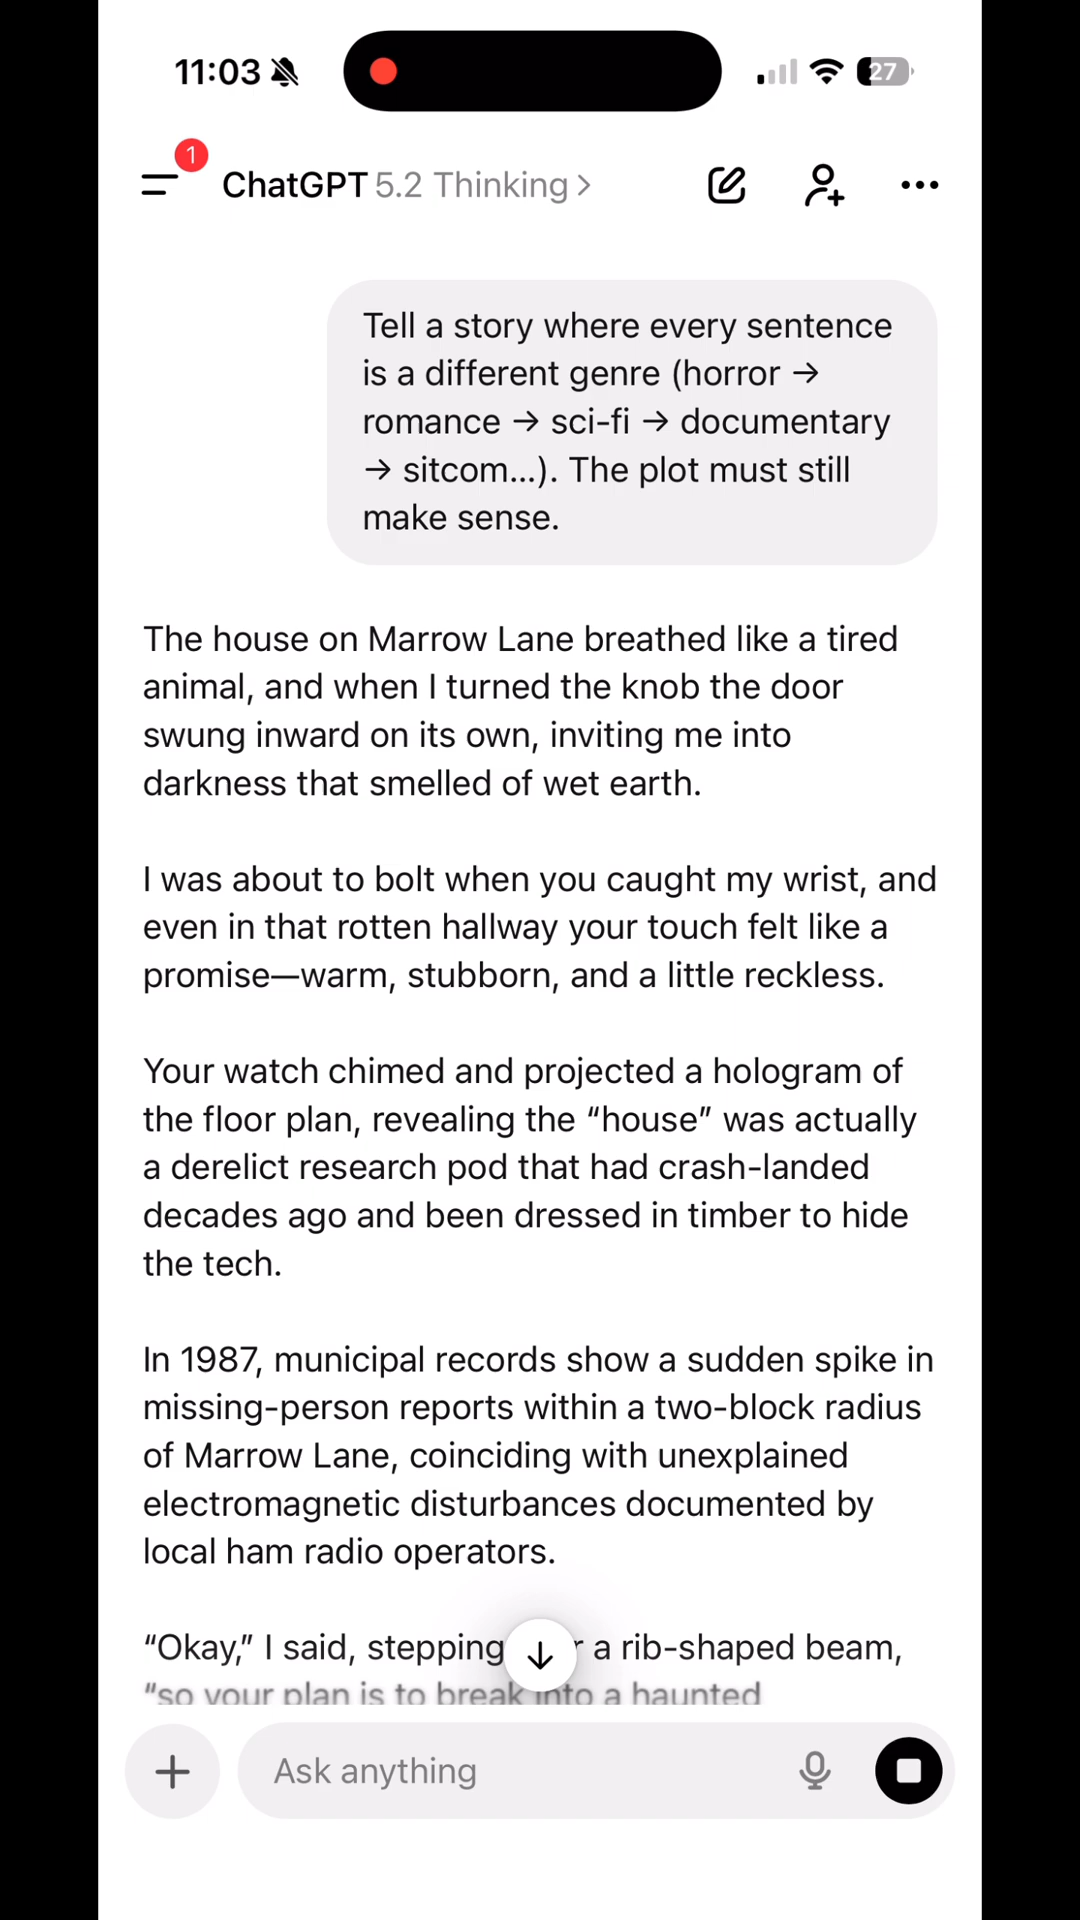 11:03
27
1
ChatGPT 5.2 Thinking >
Tell a story where every sentence
is a different genre (horror →
romance → sci-fi → documentary
→ sitcom...). The plot must still
make sense.
The house on Marrow Lane breathed like a tired
animal, and when I turned the knob the door
swung inward on its own, inviting me into
darkness that smelled of wet earth.
I was about to bolt when you caught my wrist, and
even in that rotten hallway your touch felt like a
promise—warm, stubborn, and a little reckless.
Your watch chimed and projected a hologram of
the floor plan, revealing the “house” was actually
a derelict research pod that had crash-landed
decades ago and been dressed in timber to hide
the tech.
In 1987, municipal records show a sudden spike in
missing-person reports within a two-block radius
of Marrow Lane, coinciding with unexplained
electromagnetic disturbances documented by
local ham radio operators.
“Okay,” I said, stepping a rib-shaped beam,
“so your plan is to break into a haunted
Ask anything